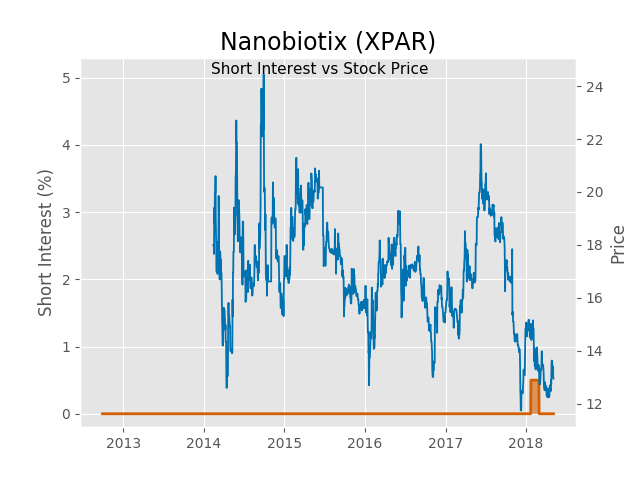 Nanobiotix (XPAR)
Short Interest vs Stock Price
Short Interest (%)
5
4
3
2
1
0
24
22
20
18
16
14
12
Price
2013 2014 2015 2016 2017 2018